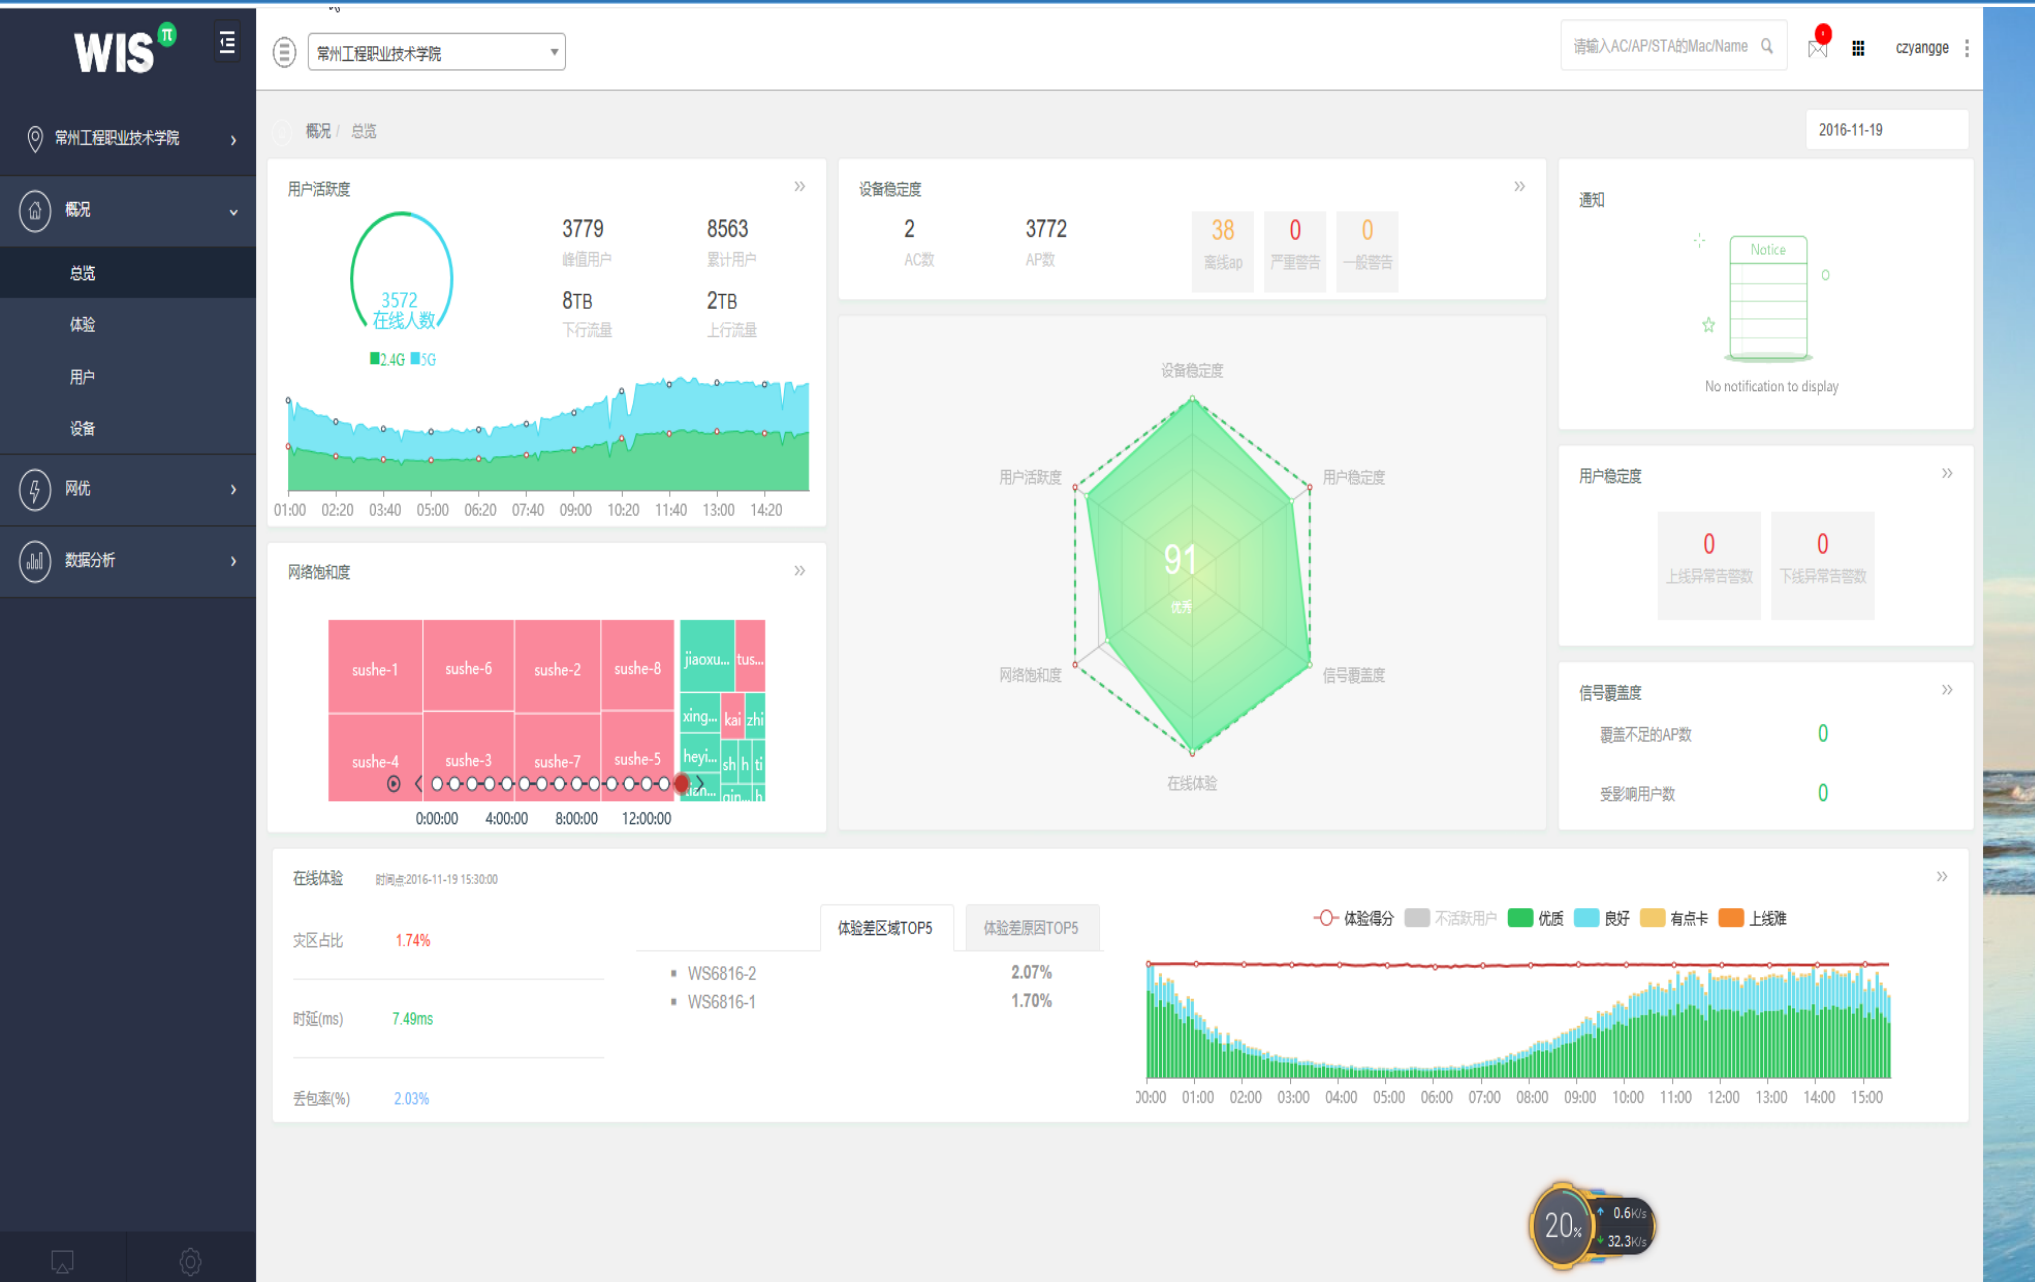 WIS π
常州工程职业技术学院
请输入AC/AP/STA的Mac/Name
czyangge
常州工程职业技术学院
概况
总览
体验
用户
设备
网优
数据分析
概况 / 总览
2016-11-19
用户活跃度
3572
在线人数
2.4G 5G
3779
峰值用户
8563
累计用户
8TB
下行流量
2TB
上行流量
01:00 02:20 03:40 05:00 06:20 07:40 09:00 10:20 11:40 13:00 14:20
设备稳定度
2
AC数
3772
AP数
38
离线ap
0
严重警告
0
一般警告
通知
Notice
No notification to display
设备稳定度
用户活跃度
用户稳定度
91
优秀
网络饱和度
信号覆盖度
在线体验
用户稳定度
0
上线异常告警数
0
下线异常告警数
网络饱和度
sushe-1 sushe-6 sushe-2 sushe-8 jiaoxu... tus...
xing... kai zhi
sushe-4 sushe-3 sushe-7 sushe-5 heyi... sh h ti
qin... h
0:00:00 4:00:00 8:00:00 12:00:00
信号覆盖度
覆盖不足的AP数 0
受影响用户数 0
在线体验 时间点:2016-11-19 15:30:00
灾区占比 1.74%
时延(ms) 7.49ms
丢包率(%) 2.03%
体验差区域TOP5 体验差原因TOP5
WS6816-2 2.07%
WS6816-1 1.70%
体验得分 不活跃用户 优质 良好 有点卡 上线难
00:00 01:00 02:00 03:00 04:00 05:00 06:00 07:00 08:00 09:00 10:00 11:00 12:00 13:00 14:00 15:00
20%
0.6K/s
32.3K/s